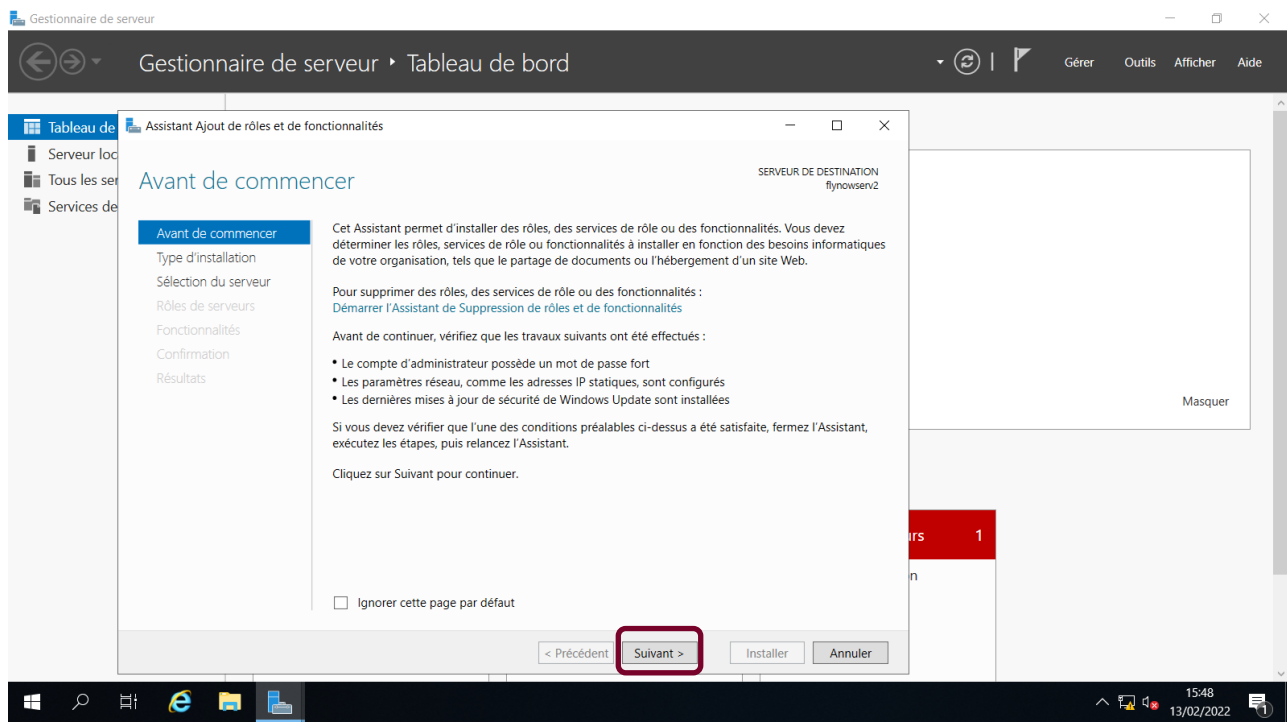 Gestionnaire de serveur
Gestionnaire de serveur ‣ Tableau de bord
Gérer Outils Afficher Aide
Tableau de
Serveur loc
Tous les ser
Services de
Assistant Ajout de rôles et de fonctionnalités
Avant de commencer
SERVEUR DE DESTINATION
flynowserv2
Avant de commencer
Type d'installation
Sélection du serveur
Rôles de serveurs
Fonctionnalités
Confirmation
Résultats
Cet Assistant permet d'installer des rôles, des services de rôle ou des fonctionnalités. Vous devez
déterminer les rôles, services de rôle ou fonctionnalités à installer en fonction des besoins informatiques
de votre organisation, tels que le partage de documents ou l'hébergement d'un site Web.
Pour supprimer des rôles, des services de rôle ou des fonctionnalités :
Démarrer l'Assistant de Suppression de rôles et de fonctionnalités
Avant de continuer, vérifiez que les travaux suivants ont été effectués :
• Le compte d'administrateur possède un mot de passe fort
• Les paramètres réseau, comme les adresses IP statiques, sont configurés
• Les dernières mises à jour de sécurité de Windows Update sont installées
Si vous devez vérifier que l'une des conditions préalables ci-dessus a été satisfaite, fermez l'Assistant,
exécutez les étapes, puis relancez l'Assistant.
Cliquez sur Suivant pour continuer.
Ignorer cette page par défaut
< Précédent Suivant > Installer Annuler
Masquer
urs 1
n
15:48
13/02/2022
1